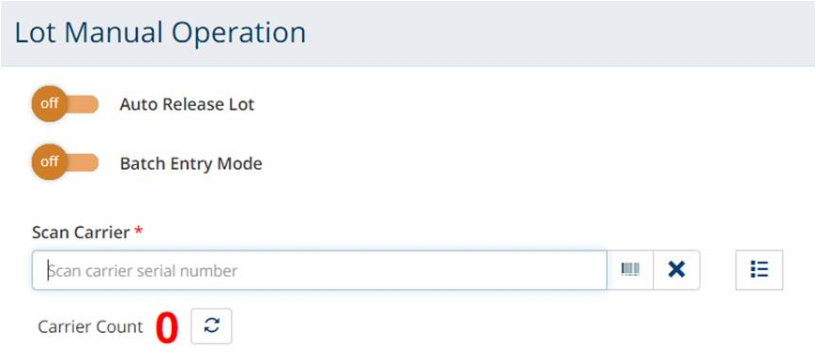 Lot Manual Operation
off Auto Release Lot
off Batch Entry Mode
Scan Carrier *
Scan carrier serial number
Carrier Count 0